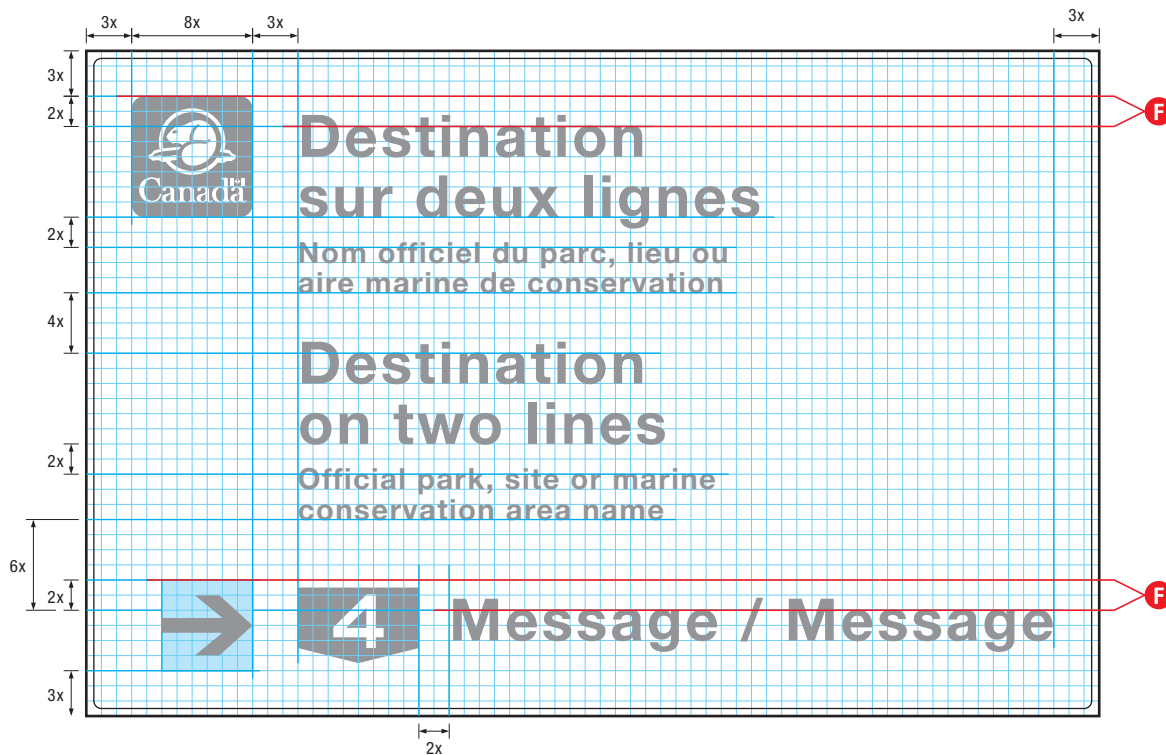 3x 8x 3x 3x
3x
2x
F
Canada
Destination
sur deux lignes
2x
Nom officiel du parc, lieu ou
aire marine de conservation
4x
Destination
on two lines
2x
Official park, site or marine
conservation area name
6x
2x
F
4 Message / Message
3x
2x